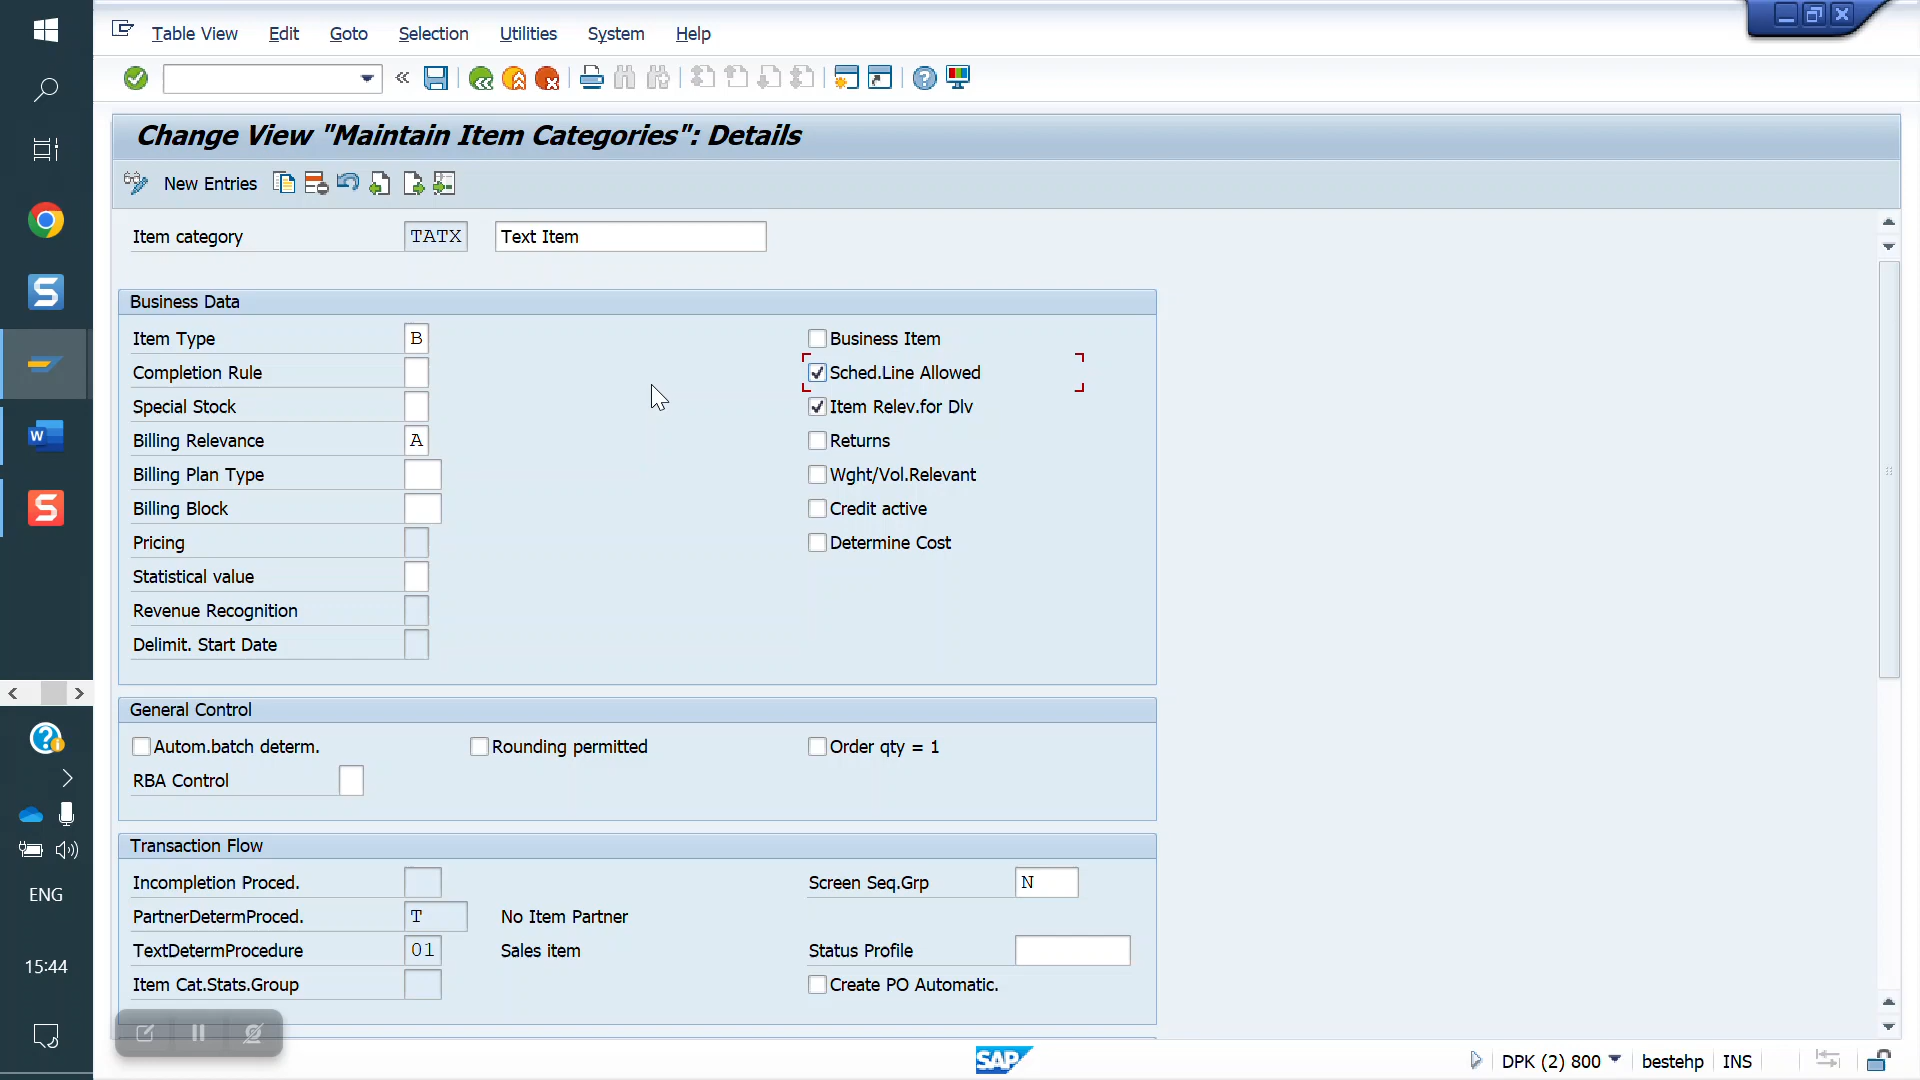 Table View Edit Goto Selection Utilities System Help
Change View "Maintain Item Categories": Details
New Entries
Item category TATX Text Item
Business Data
Item Type B Business Item
Completion Rule Sched.Line Allowed
Special Stock Item Relev.for Dlv
Billing Relevance A Returns
Billing Plan Type Wght/Vol.Relevant
Billing Block Credit active
Pricing Determine Cost
Statistical value
Revenue Recognition
Delimit. Start Date
General Control
Autom.batch determ. Rounding permitted Order qty = 1
RBA Control
Transaction Flow
Incompletion Proced. Screen Seq.Grp N
PartnerDetermProced. T No Item Partner
TextDetermProcedure 01 Sales item Status Profile
Item Cat.Stats.Group Create PO Automatic.
SAP DPK (2) 800 bestehp INS
S
W
S
ENG
15:44